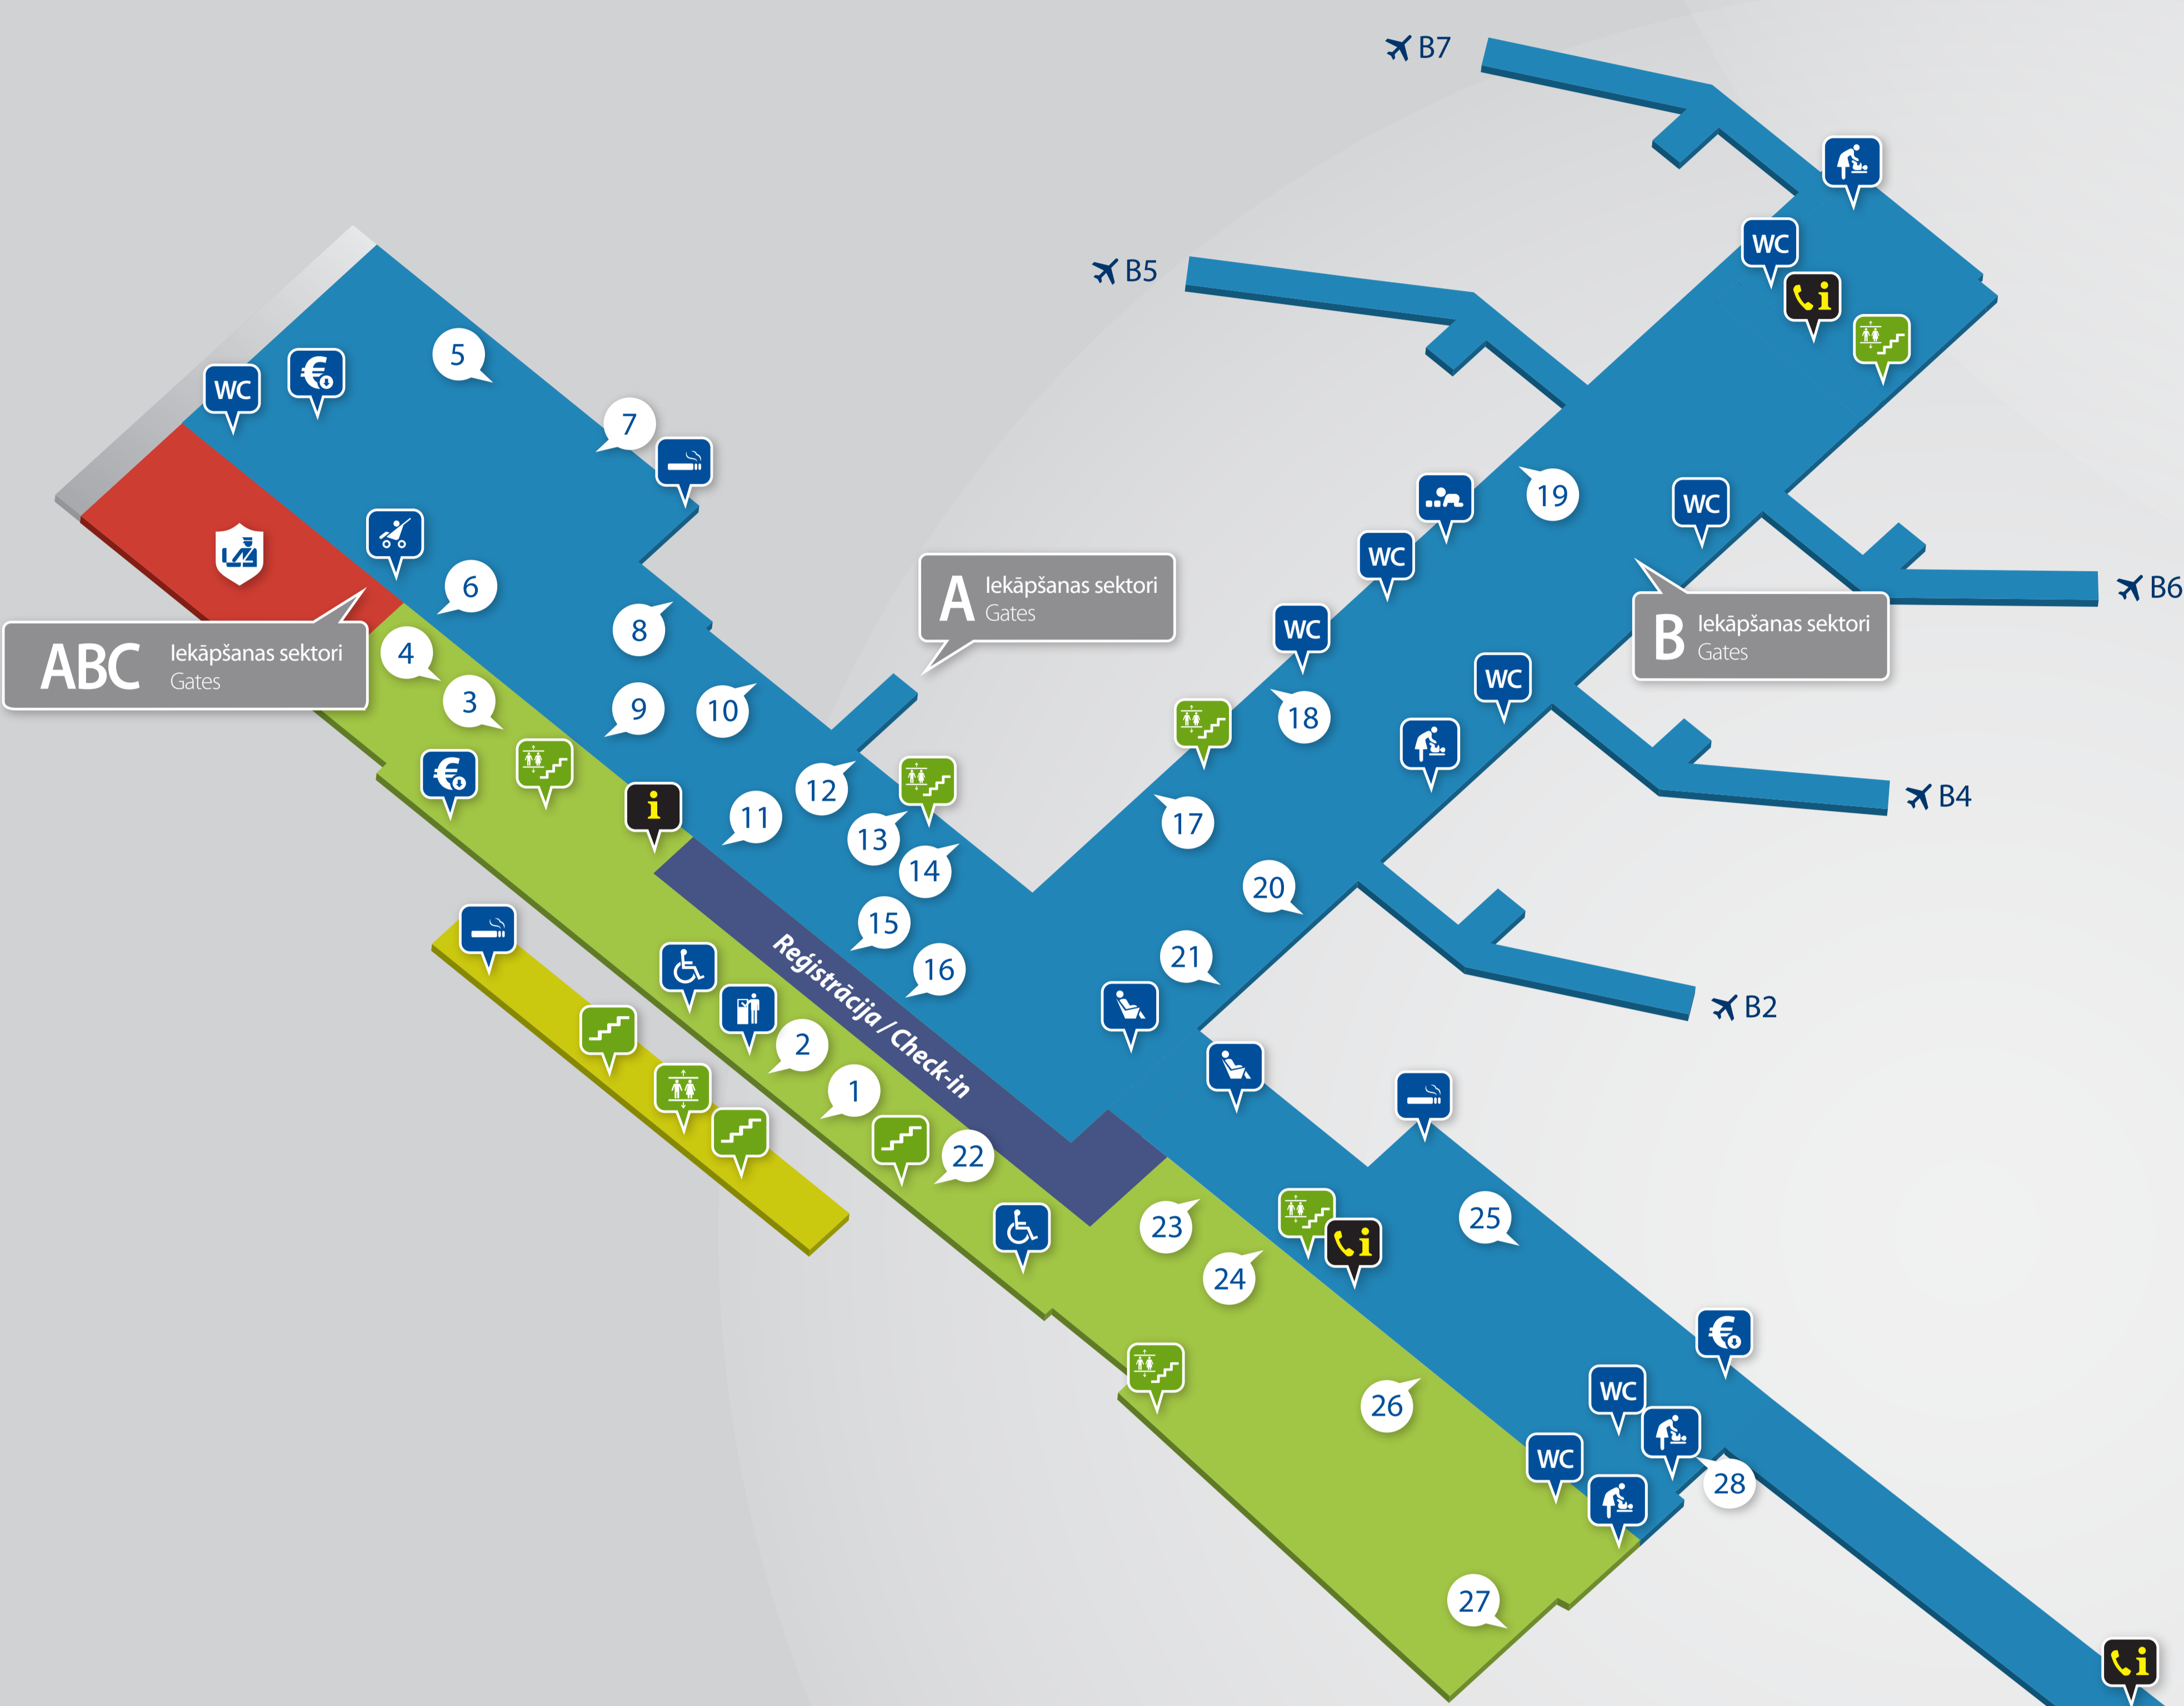 B7
B5
WC
€
i
5
WC
€
7
19
WC
WC
6
A
Iekāpšanas sektori
Gates
B6
8
WC
B
Iekāpšanas sektori
Gates
ABC
Iekāpšanas sektori
Gates
4
3
9
10
18
WC
€
i
12
11
13
14
17
B4
20
15
16
21
B2
Reģistrācija / Check-in
2
1
22
23
24
i
25
€
26
WC
WC
28
27
i